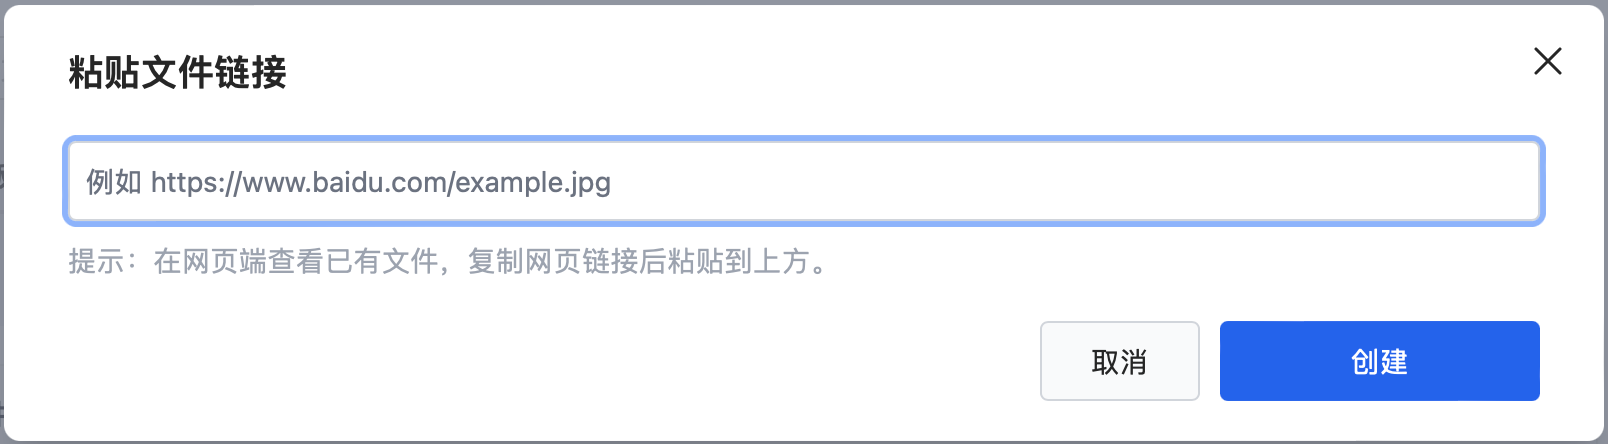 粘贴文件链接
例如 https://www.baidu.com/example.jpg
提示：在网页端查看已有文件，复制网页链接后粘贴到上方。
取消
创建